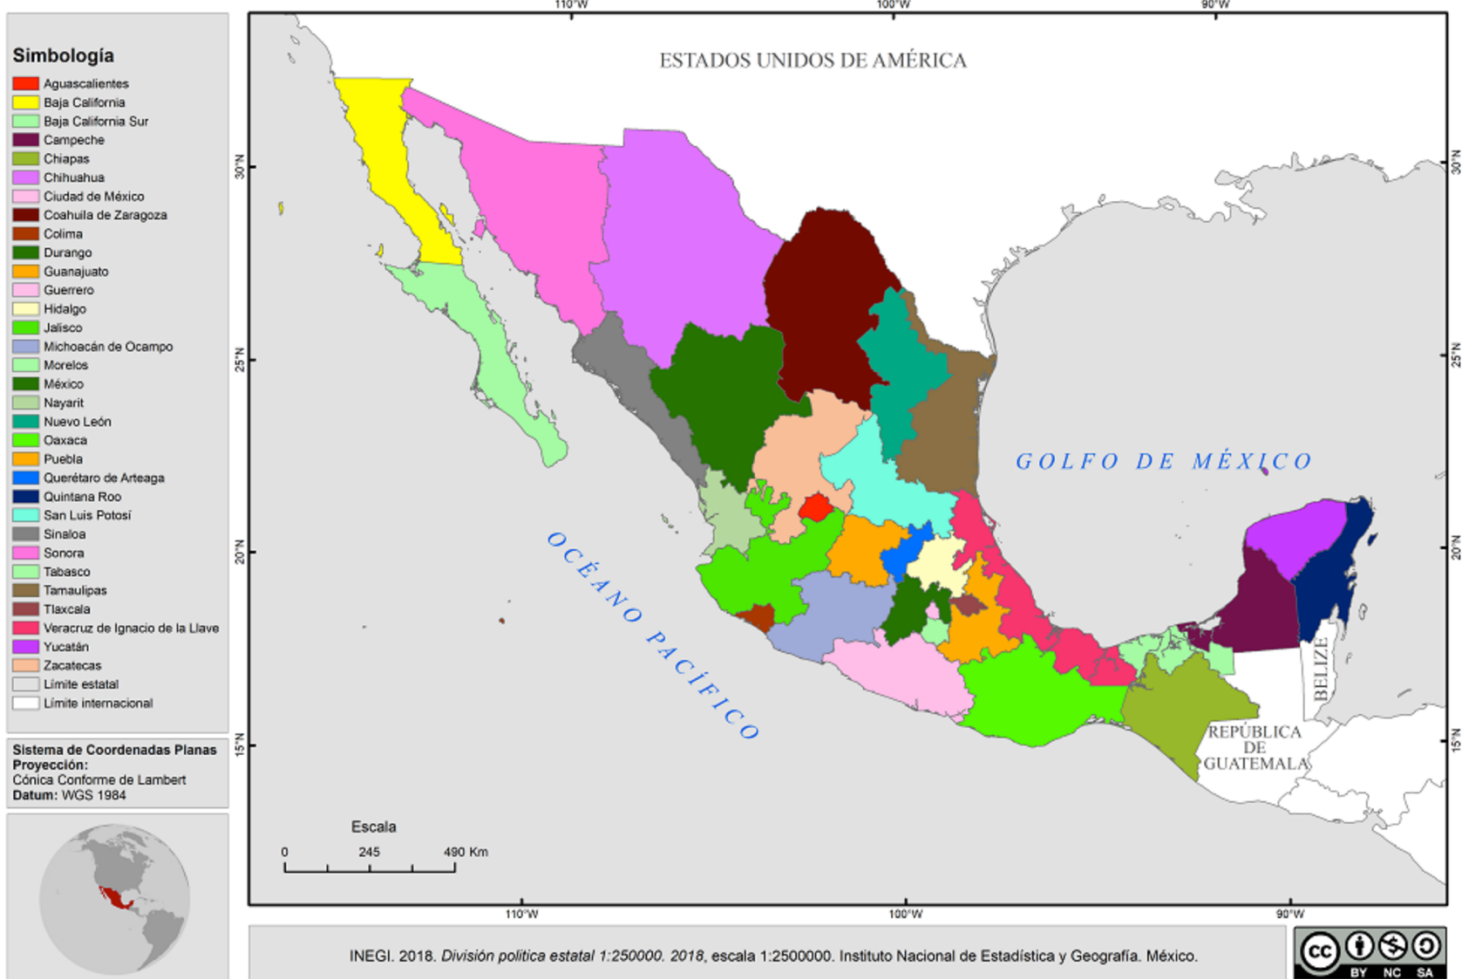 110°W
100°W
90°W
Simbología
Aguascalientes
Baja California
Baja California Sur
Campeche
Chiapas
Chihuahua
Ciudad de México
Coahuila de Zaragoza
Colima
Durango
Guanajuato
Guerrero
Hidalgo
Jalisco
Michoacán de Ocampo
Morelos
México
Nayarit
Nuevo León
Oaxaca
Puebla
Querétaro de Arteaga
Quintana Roo
San Luis Potosí
Sinaloa
Sonora
Tabasco
Tamaulipas
Tlaxcala
Veracruz de Ignacio de la Llave
Yucatán
Zacatecas
Límite estatal
Límite internacional
Sistema de Coordenadas Planas
Proyección:
Cónica Conforme de Lambert
Datum: WGS 1984
ESTADOS UNIDOS DE AMÉRICA
30°N
30°N
25°N
25°N
GOLFO DE MÉXICO
20°N
20°N
OCÉANO PACÍFICO
BELIZE
REPÚBLICA
DE
GUATEMALA
15°N
15°N
Escala
0 245 490 Km
110°W
100°W
90°W
INEGI. 2018. División politica estatal 1:250000. 2018, escala 1:2500000. Instituto Nacional de Estadística y Geografía. México.
cc
BY NC SA